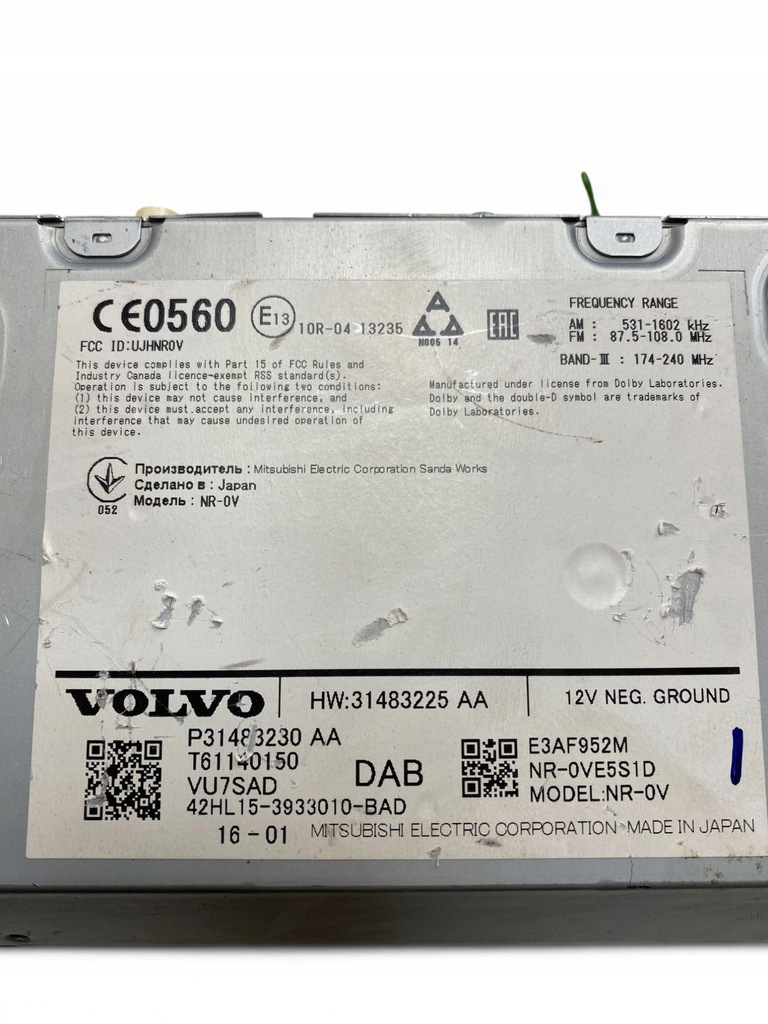 CE0560 E13 10R-04 13235 N005 14 EAC
FCC ID:UJHNR0V
This device complies with Part 15 of FCC Rules and
Industry Canada licence-exempt RSS standard(s).
Operation is subject to the following two conditions:
(1) this device may not cause interference, and
(2) this device must accept any interference, including
interference that may cause undesired operation of
this device.
FREQUENCY RANGE
AM : 531-1602 kHz
FM : 87.5-108.0 MHz
BAND-III : 174-240 MHz
Manufactured under license from Dolby Laboratories.
Dolby and the double-D symbol are trademarks of
Dolby Laboratories.
052
Производитель : Mitsubishi Electric Corporation Sanda Works
Сделано в : Japan
Модель : NR-0V
VOLVO HW:31483225 AA 12V NEG. GROUND
P31483230 AA
T61140150
VU7SAD
42HL15-3933010-BAD
16-01
DAB
E3AF952M
NR-0VE5S1D
MODEL:NR-0V
MITSUBISHI ELECTRIC CORPORATION MADE IN JAPAN